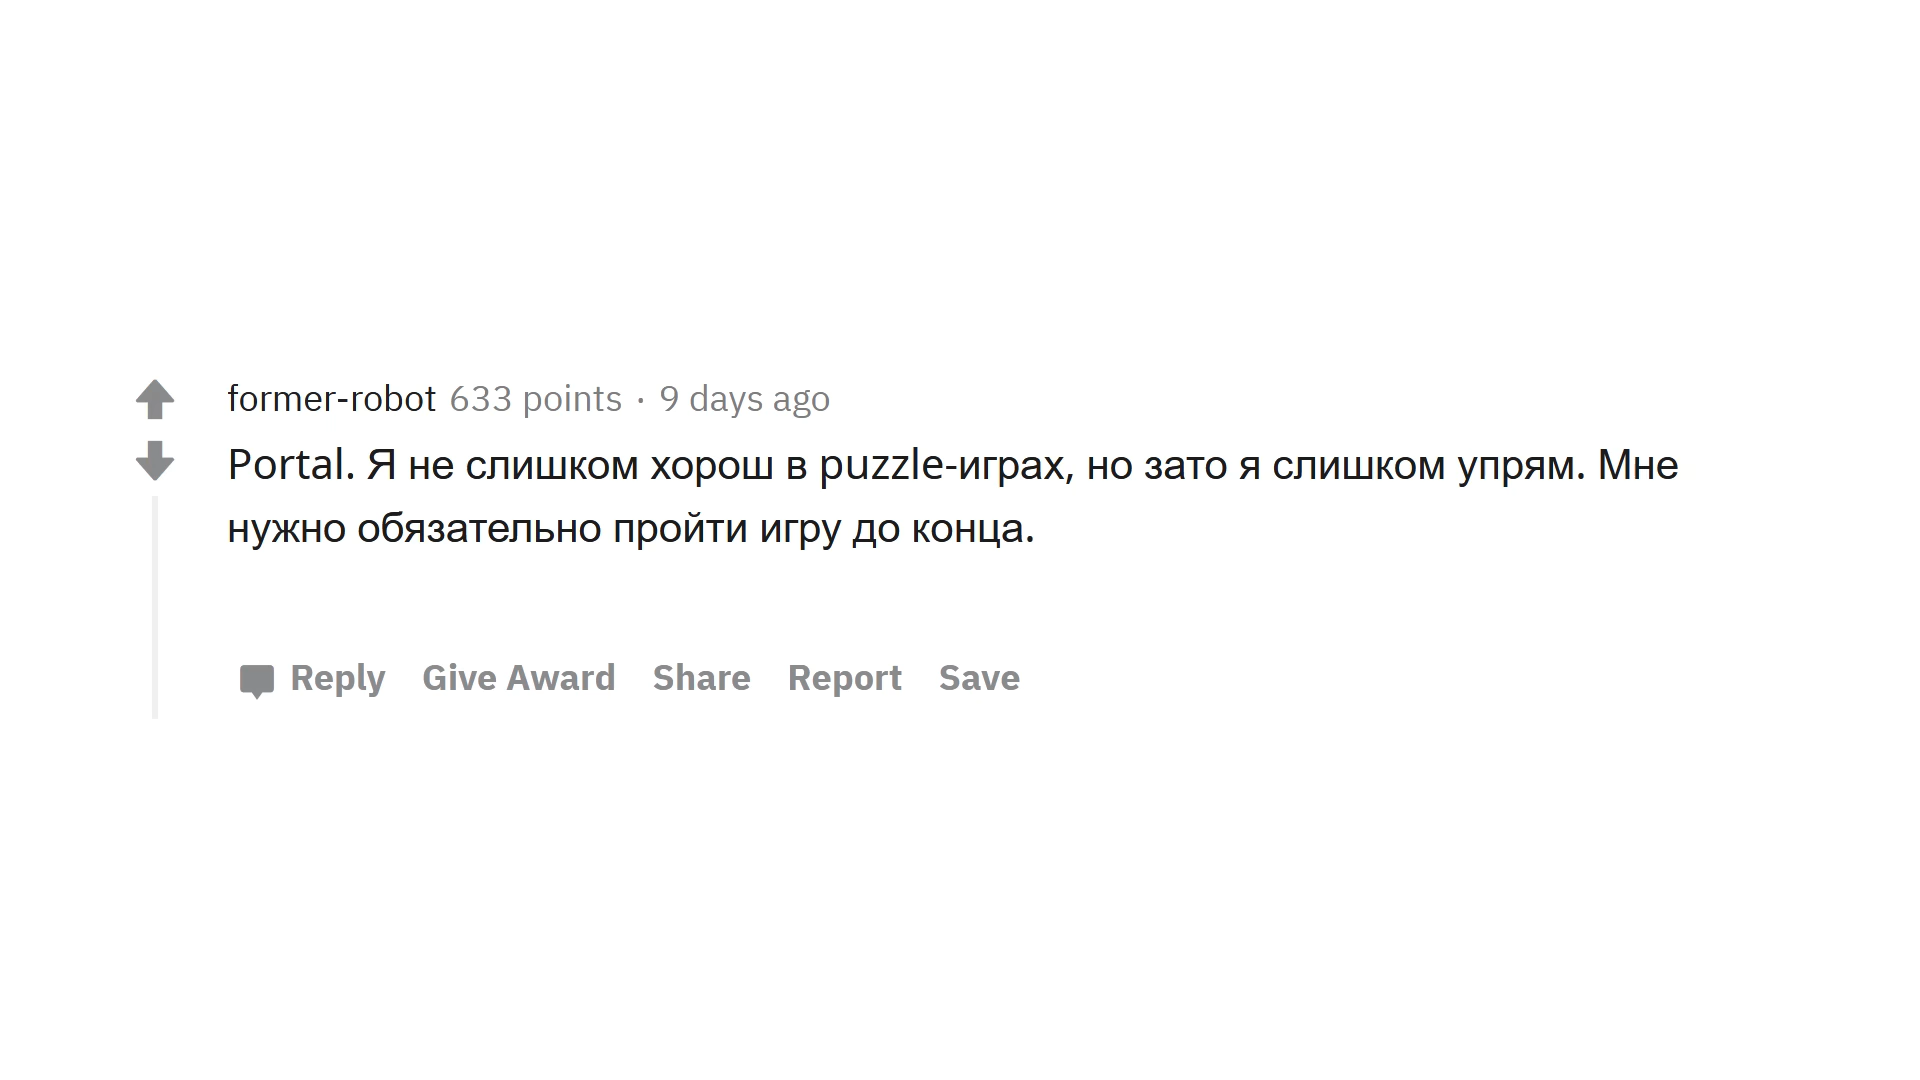 former-robot 633 points · 9 days ago
Portal. Я не слишком хорош в puzzle-играх, но зато я слишком упрям. Мне
нужно обязательно пройти игру до конца.
Reply Give Award Share Report Save